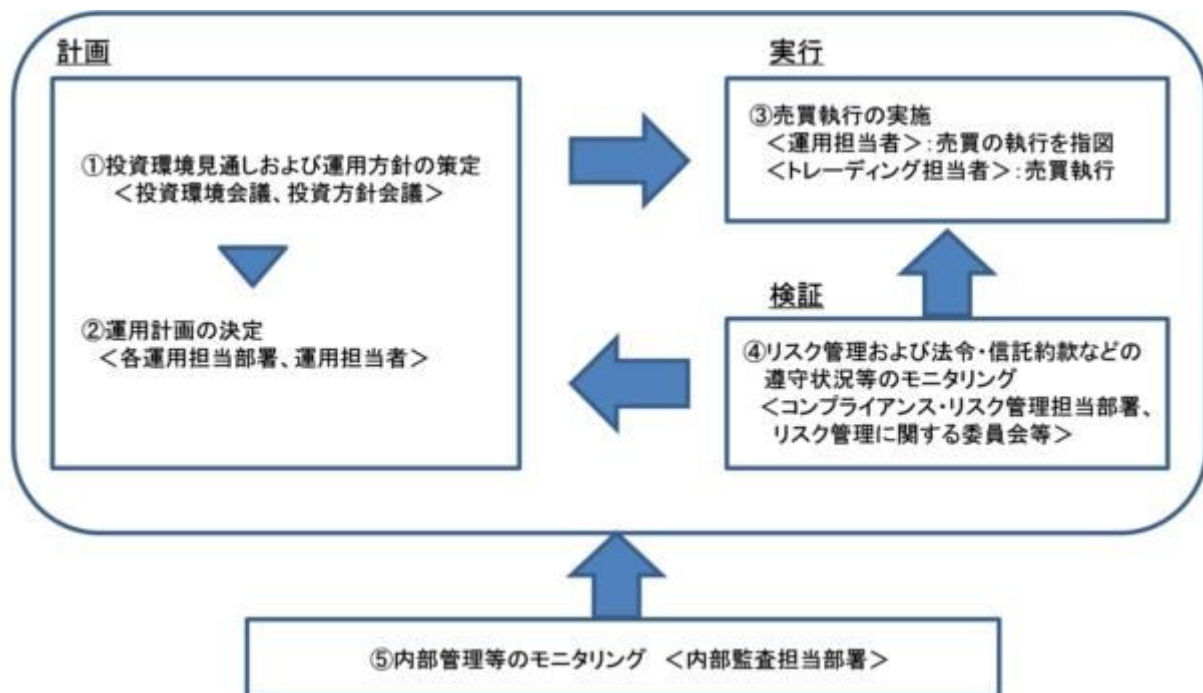 計画
①投資環境見通しおよび運用方針の策定
<投資環境会議、投資方針会議>
②運用計画の決定
<各運用担当部署、運用担当者>
実行
③売買執行の実施
<運用担当者>:売買の執行を指図
<トレーディング担当者>:売買執行
検証
④リスク管理および法令・信託約款などの
遵守状況等のモニタリング
<コンプライアンス・リスク管理担当部署、
リスク管理に関する委員会等>
⑤内部管理等のモニタリング <内部監査担当部署>